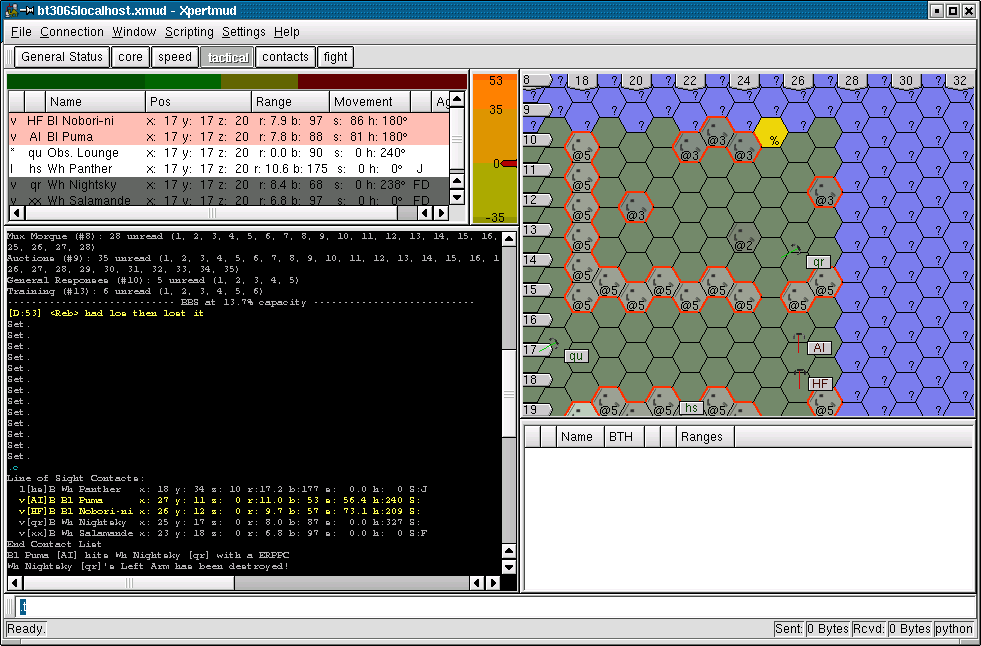 bt3065localhost.xmud - Xpertmud
File Connection Window Scripting Settings Help
General Status core speed tactical contacts fight
Name Pos Range Movement Ag
v HF Bl Nobori-ni x: 17 y: 17 z: 20 r: 7.9 b: 97 s: 86 h: 180º
v AI Bl Puma x: 17 y: 17 z: 20 r: 7.8 b: 88 s: 81 h: 180º
* qu Obs. Lounge x: 17 y: 17 z: 20 r: 0.0 b: 90 s: 0 h: 240º
l hs Wh Panther x: 17 y: 17 z: 20 r: 10.6 b: 175 s: 0 h: 0º J
v qr Wh Nightsky x: 17 y: 17 z: 20 r: 8.4 b: 68 s: 0 h: 238º FD
v xx Wh Salamande x: 17 y: 17 z: 20 r: 6.8 b: 97 s: 0 h: 0º FD
53
35
0
-35
Mux Morgue (#8): 28 unread (1, 2, 3, 4, 5, 6, 7, 8, 9, 10, 11, 12, 13, 14, 15, 16,
25, 26, 27, 28)
Auctions (#9): 35 unread (1, 2, 3, 4, 5, 6, 7, 8, 9, 10, 11, 12, 13, 14, 15, 16, 1
26, 27, 28, 29, 30, 31, 32, 33, 34, 35)
General Responses (#10): 5 unread (1, 2, 3, 4, 5)
Training (#13): 6 unread (1, 2, 3, 4, 5, 6)
---------------------- BBS at 13.7% capacity ----------------------
[D:53] <Reb> had los then lost it
Set.
Set.
Set.
Set.
Set.
Set.
Set.
Set.
Set.
Set.
Set.
Set.
Set.
.c
Line of Sight Contacts:
l[hs]B Wh Panther x: 18 y: 34 z: 10 r:17.2 b:177 s: 0.0 h: 0 S:J
v[AI]B Bl Puma x: 27 y: 11 z: 0 r:11.0 b: 53 s: 56.4 h:240 S:
v[HF]B Bl Nobori-ni x: 26 y: 12 z: 0 r: 9.7 b: 57 s: 73.1 h:209 S:
v[qr]B Wh Nightsky x: 25 y: 17 z: 0 r: 8.0 b: 87 s: 0.0 h:327 S:
v[xx]B Wh Salamande x: 23 y: 18 z: 0 r: 6.8 b: 97 s: 0.0 h: 0 S:F
End Contact List
Bl Puma [AI] hits Wh Nightsky [qr] with a ERPPC
Wh Nightsky [qr]'s Left Arm has been destroyed!
8 ? 18 ? 20 ? 22 ? 24 ? 26 ? 28 ? 30 ? 32
9
10 @5 @3 @3 @3 %
11 @5
12 @5 @3 @3
13 @5 @2
14 @5 qr
15 @5 @5 @5 @5 @5 @5 @5 @5 @5
16
17 qu AI
18 HF
19 @5 @5 hs @5 @5
Name BTH Ranges
t
Ready. Sent: 0 Bytes Rcvd: 0 Bytes python